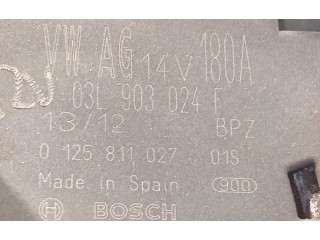 VW AG 14V 180A
03L 903 024 F
13/12 BPZ
0 125 811 027 01S
Made in Spain 900
BOSCH